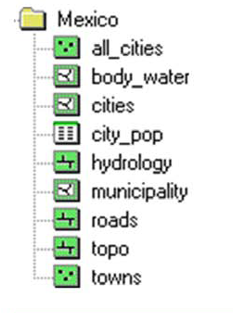 Mexico
all_cities
body_water
cities
city_pop
hydrology
municipality
roads
topo
towns